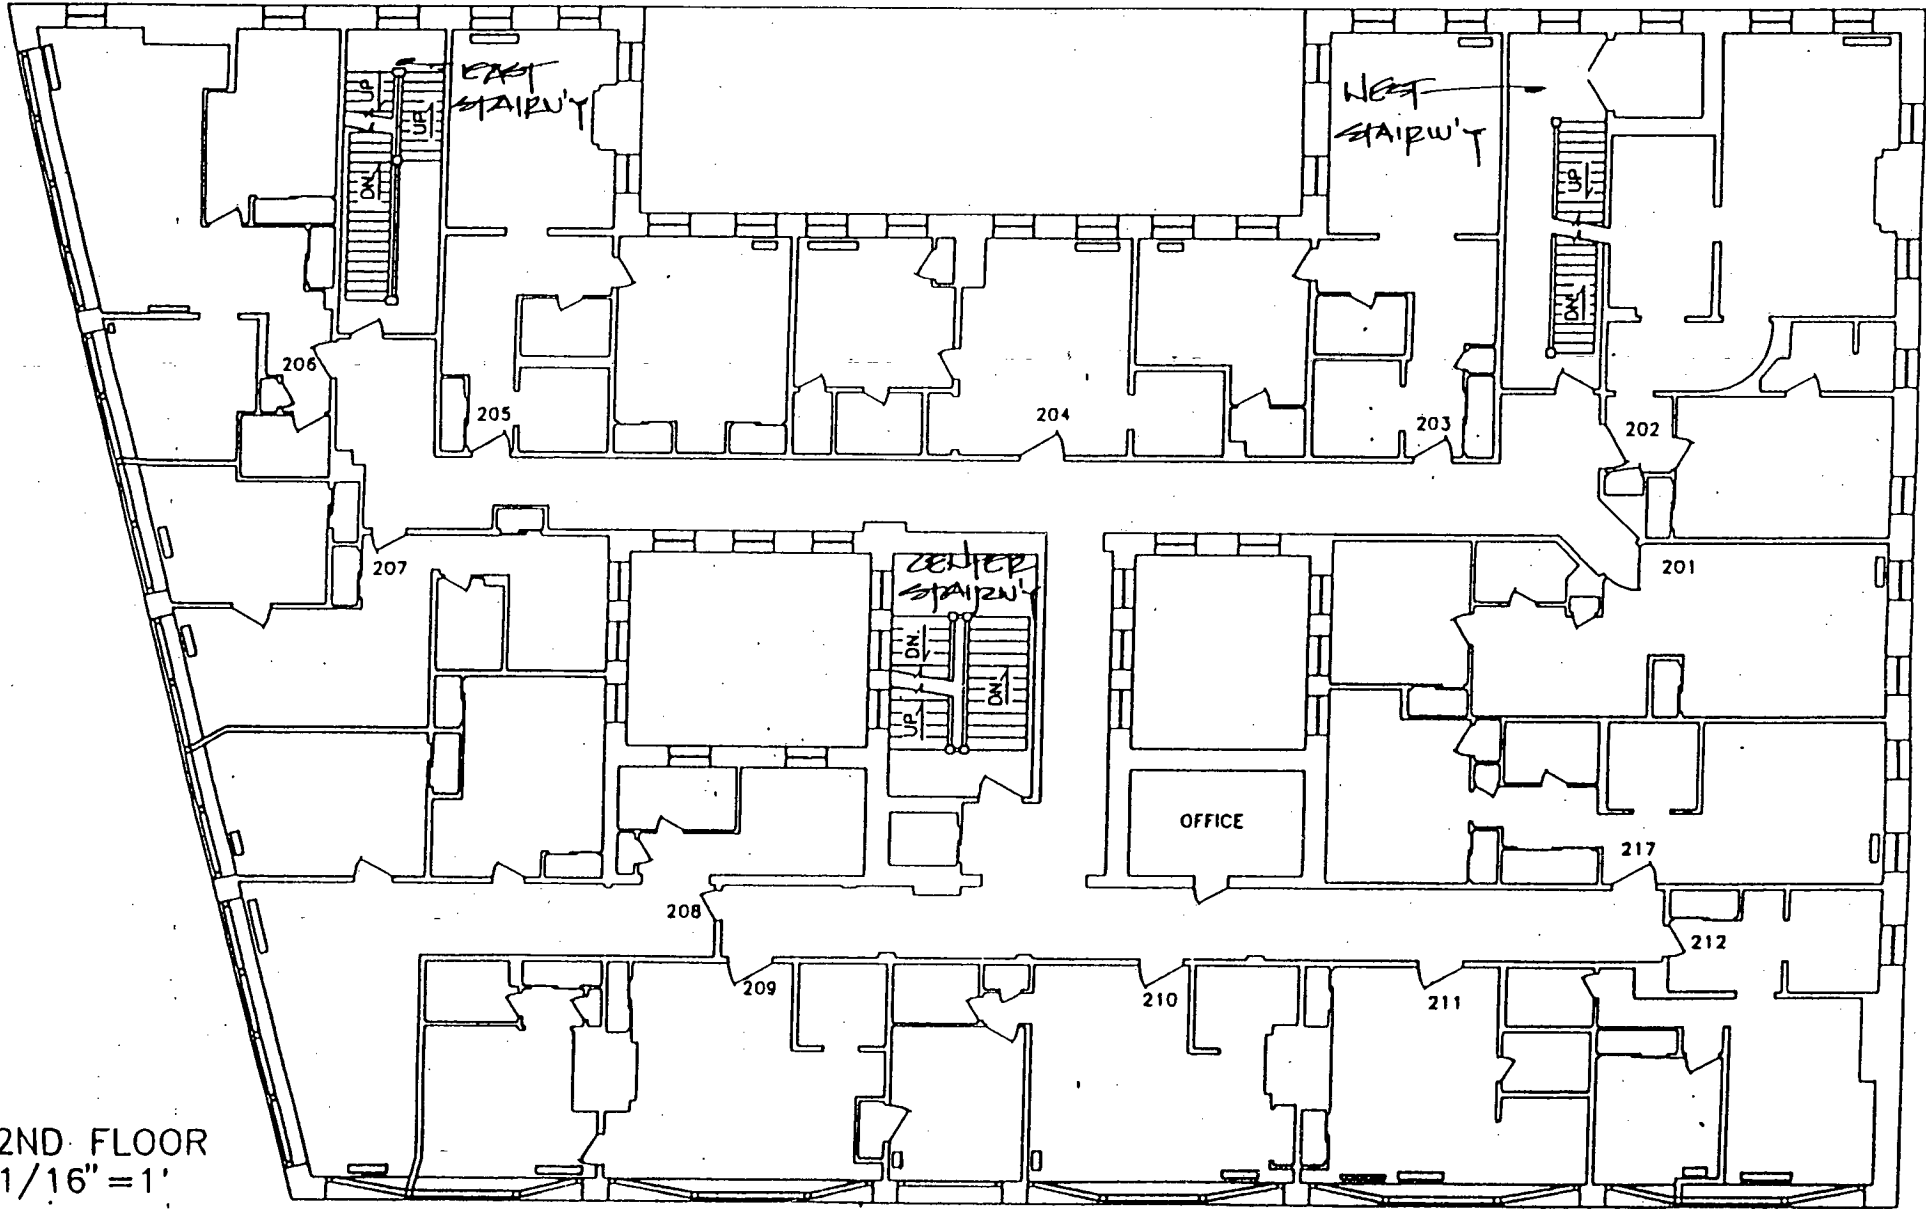 EAST
STAIRW'Y
UP
UP
DN.
WEST
STAIRW'Y
UP
DN.
206
205
204
203
202
207
CENTER
STAIRW'Y
201
DN.
DN.
UP
OFFICE
217
208
212
209
210
211
2ND FLOOR
1/16"=1'